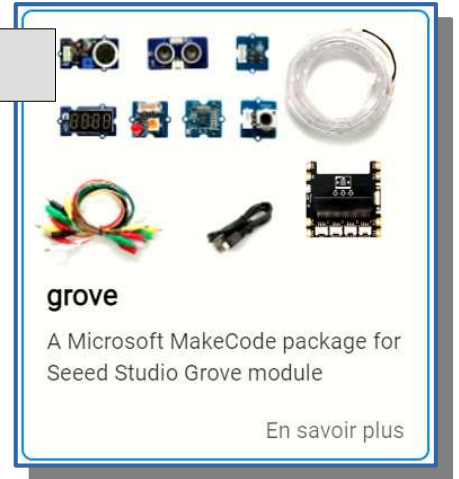 grove
A Microsoft MakeCode package for
Seeed Studio Grove module
En savoir plus